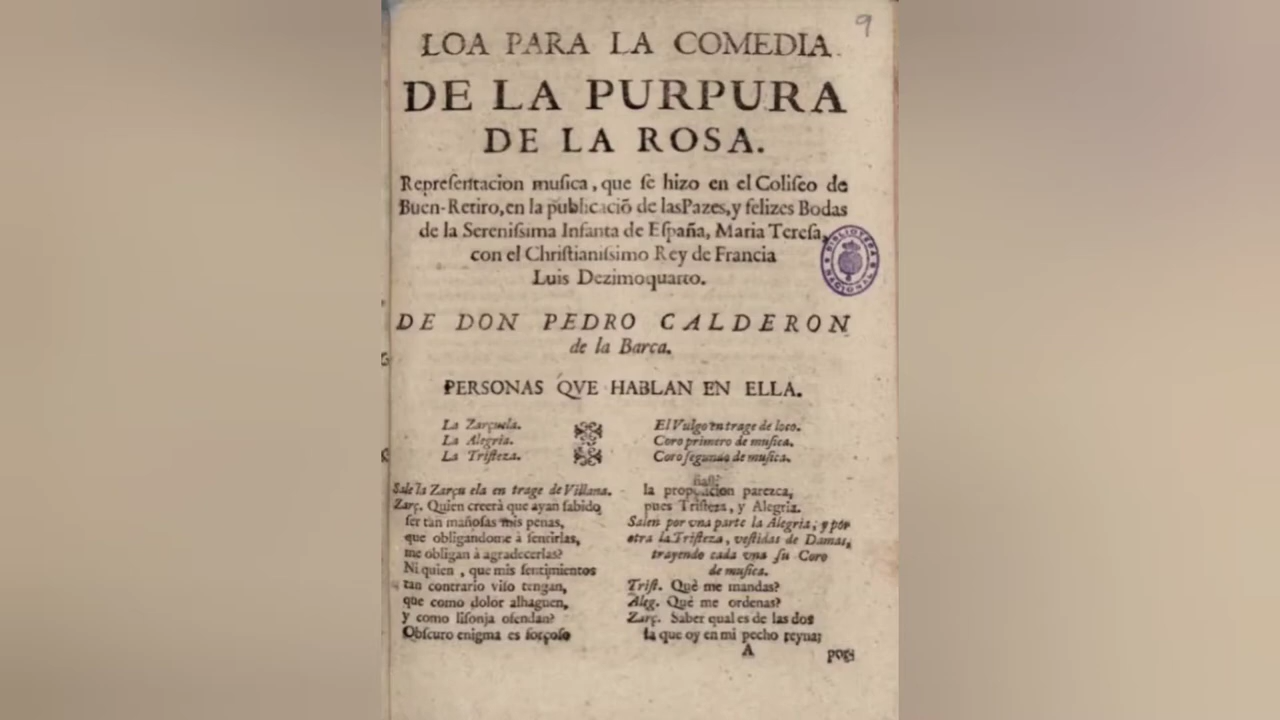 9
LOA PARA LA COMEDIA
DE LA PURPURA
DE LA ROSA.
Repreſentacion muſica, que ſe hizo en el Coliſeo de
Buen-Retiro, en la publicaciõ de las Pazes, y felizes Bodas
de la Sereniſsima Infanta de Eſpaña, Maria Tereſa,
con el Chriſtianiſsimo Rey de Francia
Luis Dezimoquarto.
BIBLIOTECA NACIONAL
DE DON PEDRO CALDERON
de la Barca.
PERSONAS QVE HABLAN EN ELLA.
La Zarçuela.
La Alegria.
La Triſteza.
El Vulgo en trage de loco.
Coro primero de muſica.
Coro ſegundo de muſica.
Sale la Zarçu ela en trage de Villana.
Zarç. Quien creerà que ayan ſabido
ſer tan mañoſas mis penas,
que obligandome à ſentirlas,
me obligan à agradecerlas?
Ni quien, que mis ſentimientos
tan contrario viſo tengan,
que como dolor alhaguen,
y como liſonja ofendan?
Obſcuro enigma es forçoſo
la propoſicion parezca,
pues Triſteza, y Alegria.
Salen por vna parte la Alegria, y por
otra la Triſteza, veſtidas de Damas,
trayendo cada vna ſu Coro
de muſica.
Triſt. Què me mandas?
Aleg. Què me ordenas?
Zarç. Saber qual es de las dos
la que oy en mi pecho reyna;
A